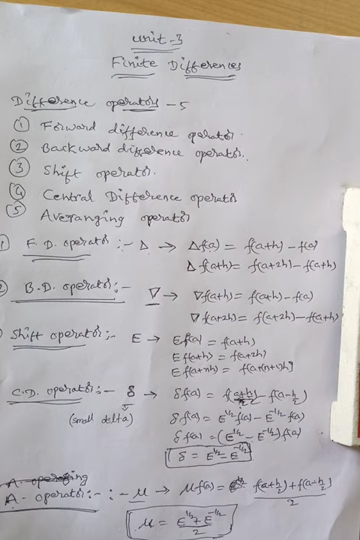 unit-3
Finite Differences
Difference operators - 5
① Forward difference operator.
② Backward difference operator.
③ Shift operator.
④ Central Difference operator
⑤ Averanging operator
F.D. operator :- Δ → Δf(a) = f(a+h) - f(a)
Δf(a+h) = f(a+2h) - f(a+h)
B.D. operator :- ∇ → ∇f(a+h) = f(a+h) - f(a)
∇f(a+2h) = f(a+2h) - f(a+h)
Shift operator :- E → Ef(a) = f(a+h)
Ef(a+h) = f(a+2h)
Ef(a+nh) = f(a+(n+1)h)
C.D. operator :- δ → δf(a) = f(a+h/2) - f(a-h/2)
(small delta) δf(a) = E^{1/2}f(a) - E^{-1/2}f(a)
δf(a) = (E^{1/2} - E^{-1/2})f(a)
δ = E^{1/2} - E^{-1/2}
A- operator :- - μ → μf(a) = f(a+h/2) + f(a-h/2) / 2
μ = E^{1/2} + E^{-1/2} / 2